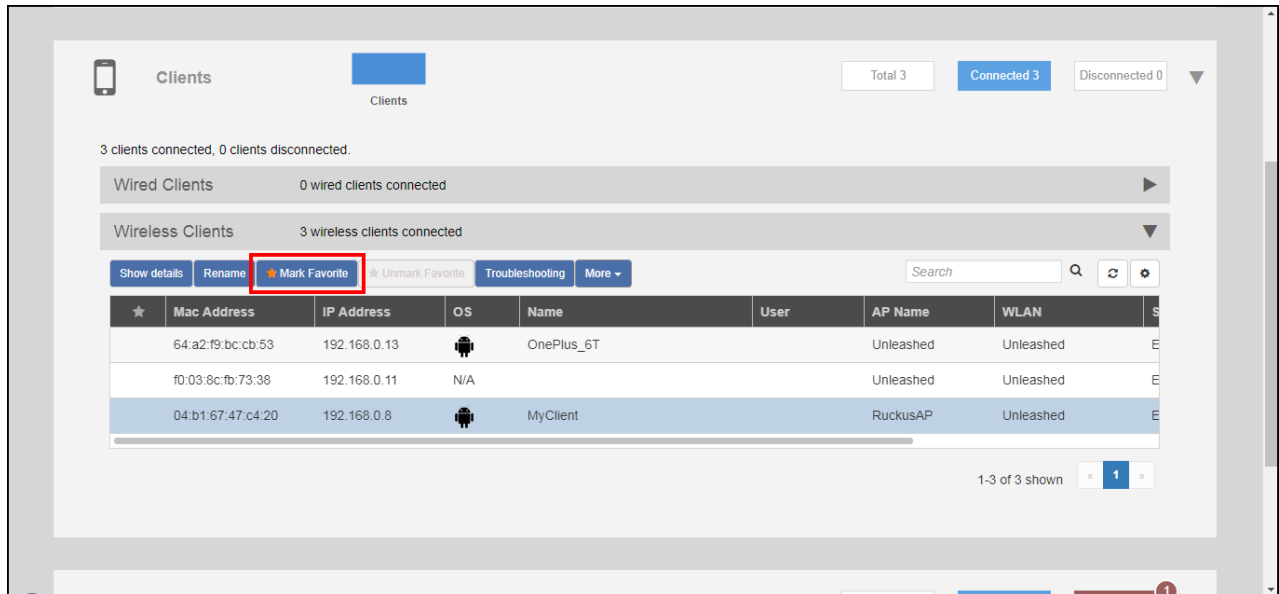 Clients
Clients
Total 3 Connected 3 Disconnected 0
3 clients connected, 0 clients disconnected.
Wired Clients 0 wired clients connected
Wireless Clients 3 wireless clients connected
Show details Rename Mark Favorite Unmark Favorite Troubleshooting More Search
Mac Address IP Address OS Name User AP Name WLAN S
64:a2:f9:bc:cb:53 192.168.0.13 OnePlus_6T Unleashed Unleashed E
f0:03:8c:fb:73:38 192.168.0.11 N/A Unleashed Unleashed E
04:b1:67:47:c4:20 192.168.0.8 MyClient RuckusAP Unleashed E
1-3 of 3 shown « 1 »
1